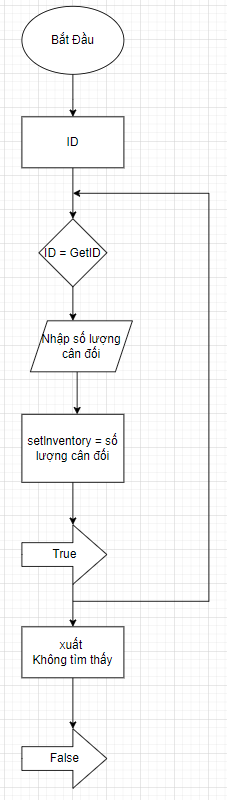 Bắt Đầu
ID
ID = GetID
Nhập số lượng
cân đối
setInventory = số
lượng cân đối
True
xuất
Không tìm thấy
False